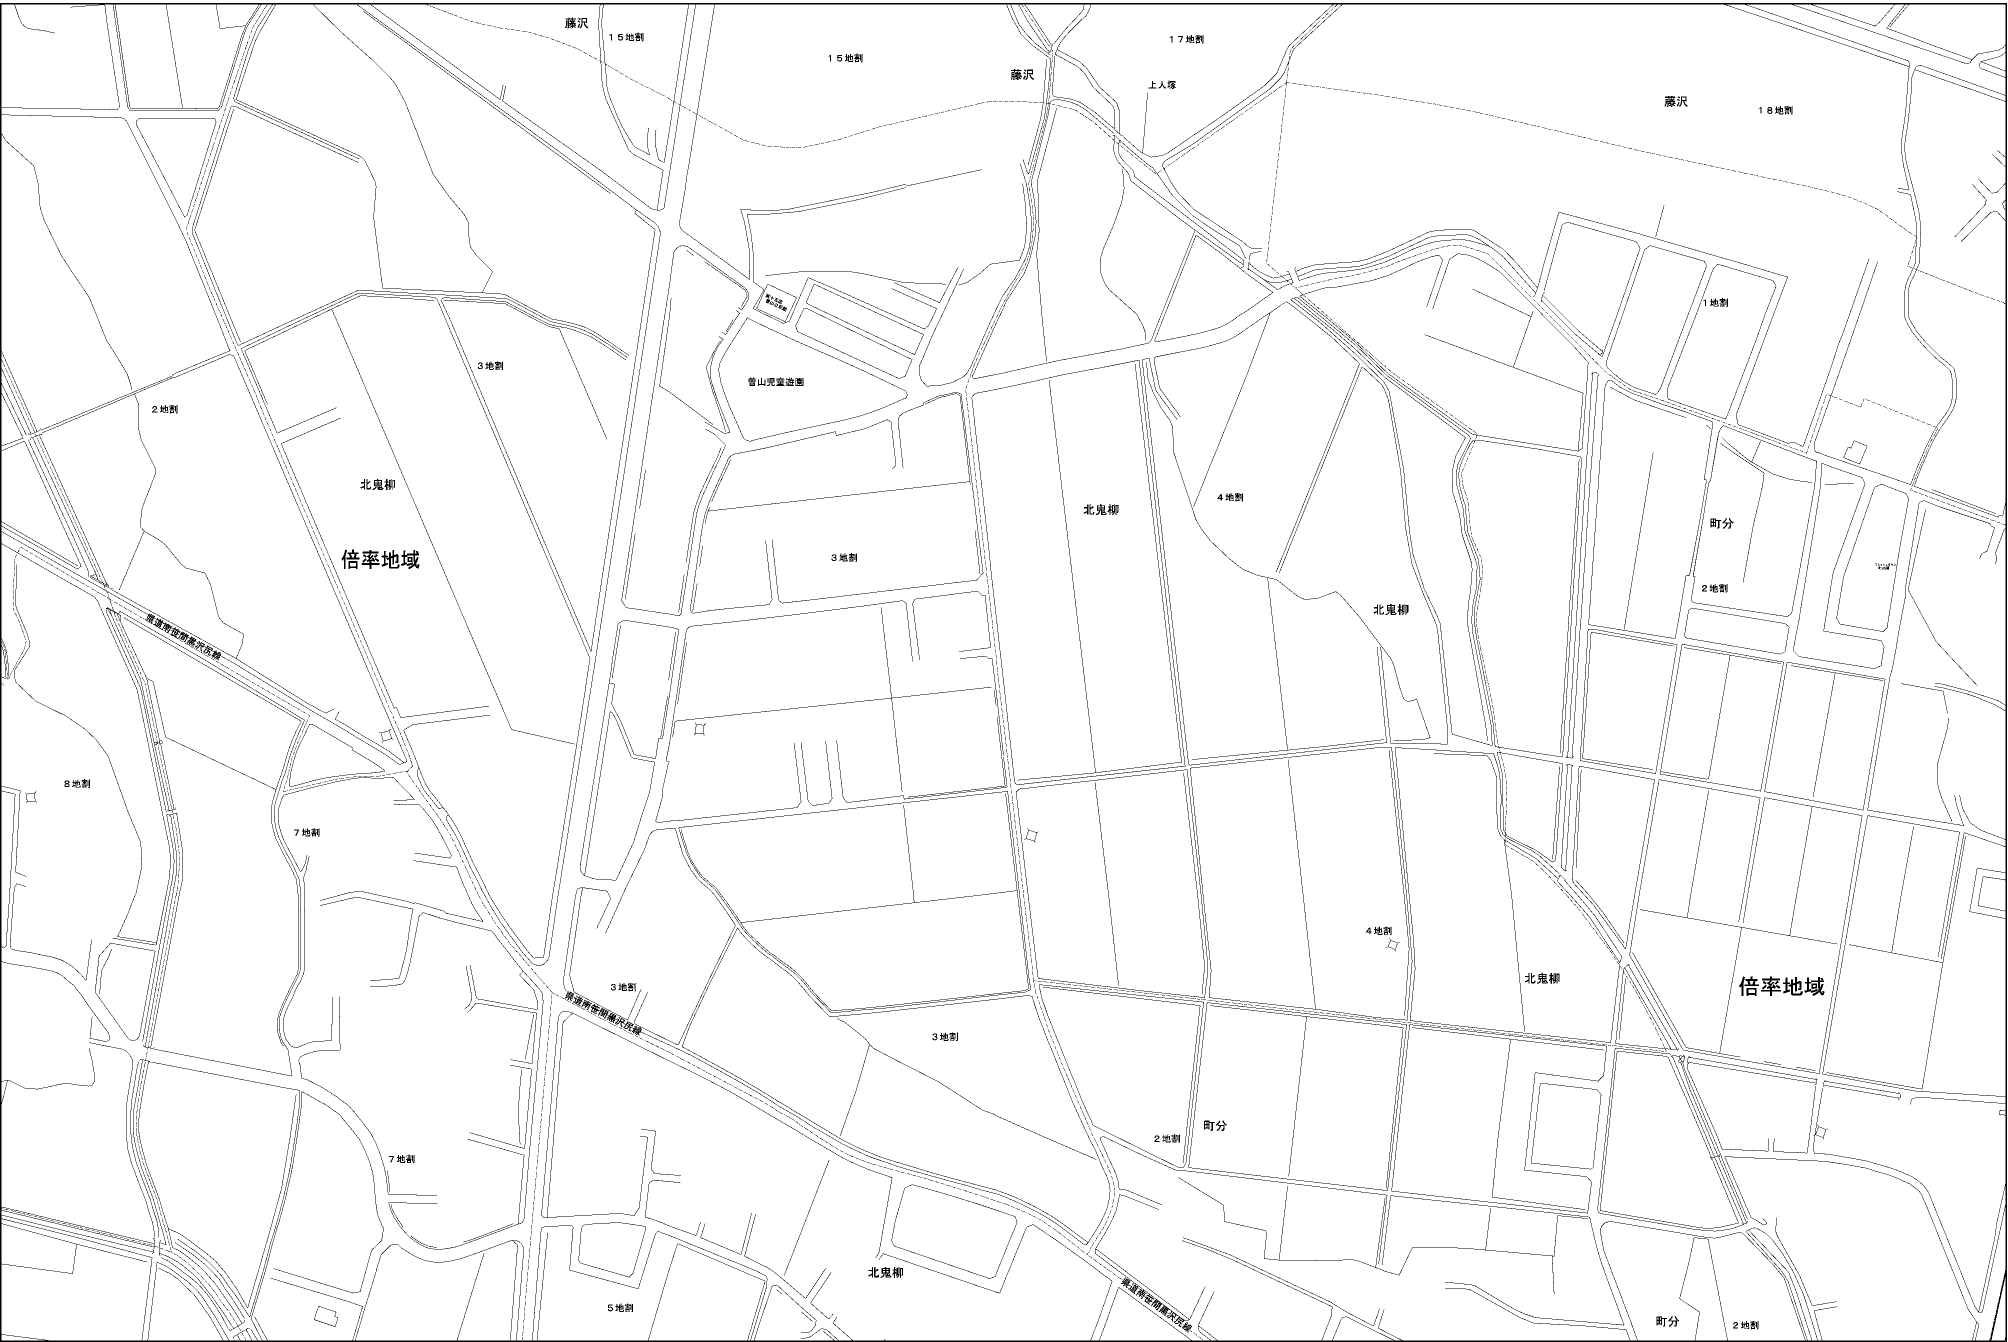 藤沢
１５地割
１５地割
藤沢
１７地割
上人塚
藤沢
１８地割
１地割
３地割
曽山児童遊園
２地割
北鬼柳
４地割
北鬼柳
町分
倍率地域
３地割
２地割
北鬼柳
県道南笹間黒沢尻線
８地割
７地割
４地割
北鬼柳
倍率地域
３地割
県道南笹間黒沢尻線
３地割
町分
２地割
７地割
北鬼柳
県道南笹間黒沢尻線
５地割
町分
２地割